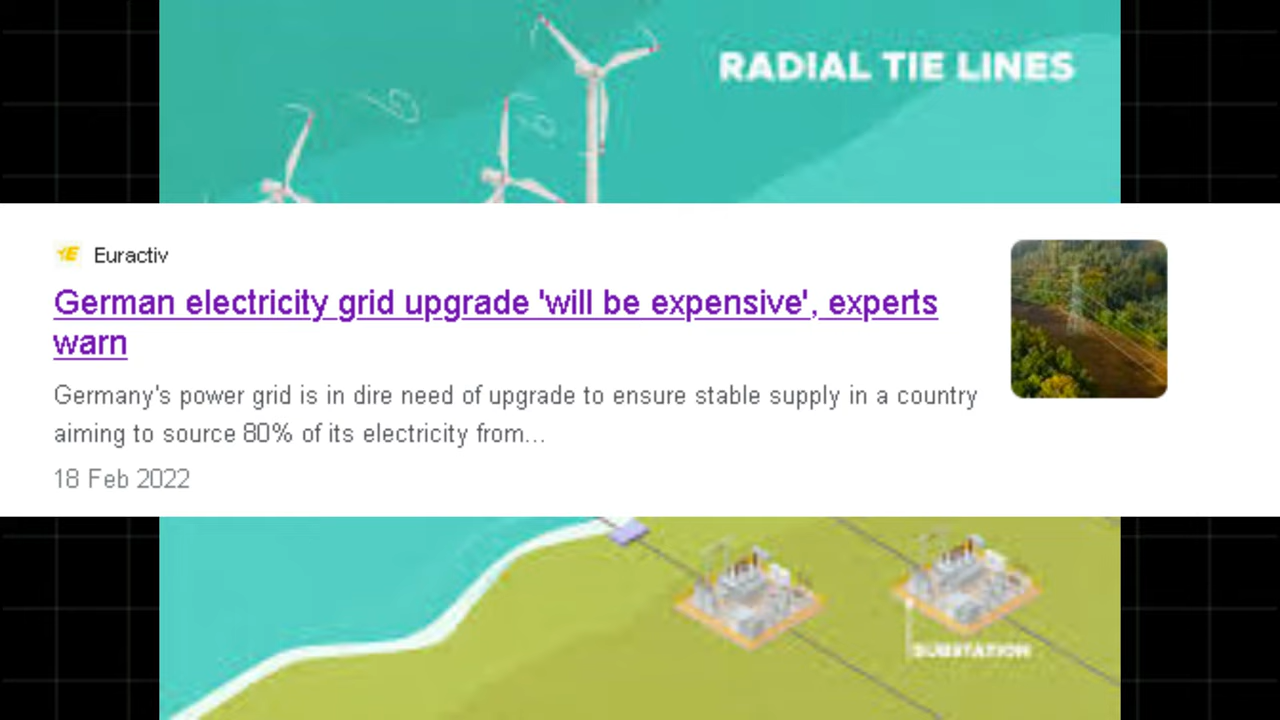 RADIAL TIE LINES
Euractiv
German electricity grid upgrade 'will be expensive', experts
warn
Germany's power grid is in dire need of upgrade to ensure stable supply in a country
aiming to source 80% of its electricity from...
18 Feb 2022
SUBSTATION